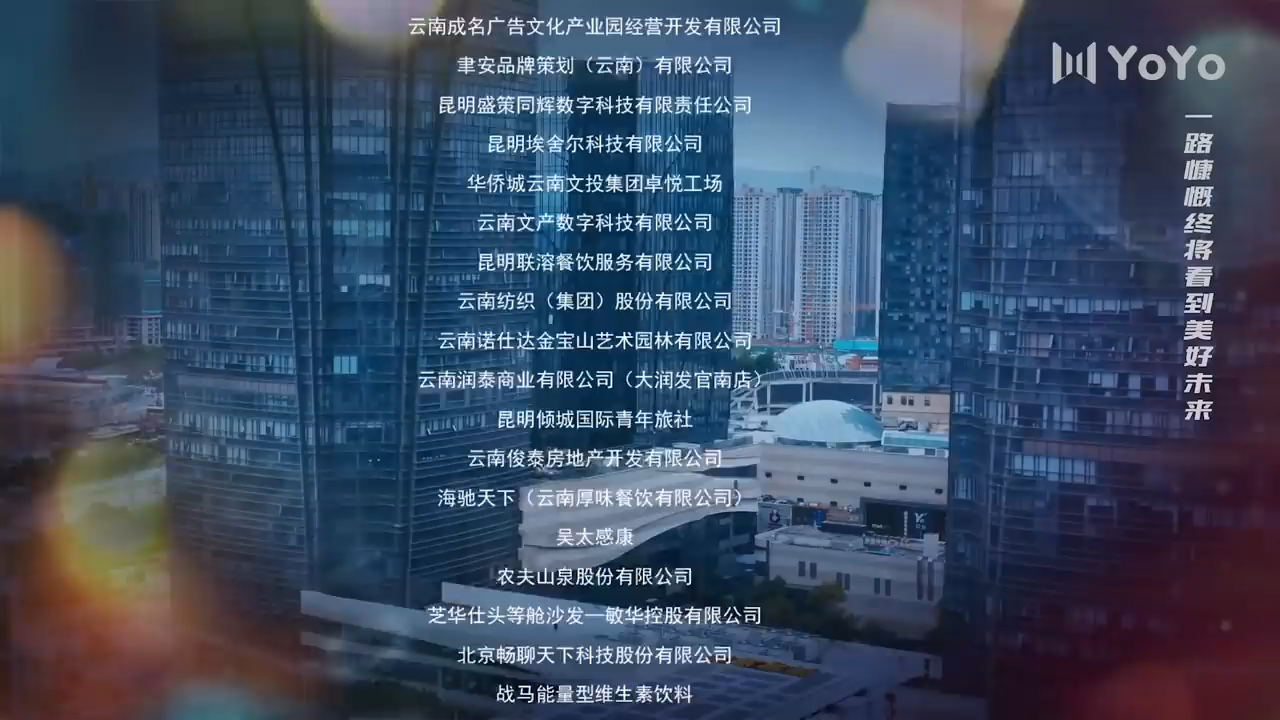 云南成名广告文化产业园经营开发有限公司
聿安品牌策划（云南）有限公司
昆明盛策同辉数字科技有限责任公司
昆明埃舍尔科技有限公司
华侨城云南文投集团卓悦工场
云南文产数字科技有限公司
昆明联溶餐饮服务有限公司
云南纺织（集团）股份有限公司
云南诺仕达金宝山艺术园林有限公司
云南润泰商业有限公司（大润发官南店）
昆明倾城国际青年旅社
云南俊泰房地产开发有限公司
海驰天下（云南厚味餐饮有限公司）
吴太感康
农夫山泉股份有限公司
芝华仕头等舱沙发—敏华控股有限公司
北京畅聊天下科技股份有限公司
战马能量型维生素饮料
YoYo
一路慷慨终将看到美好未来